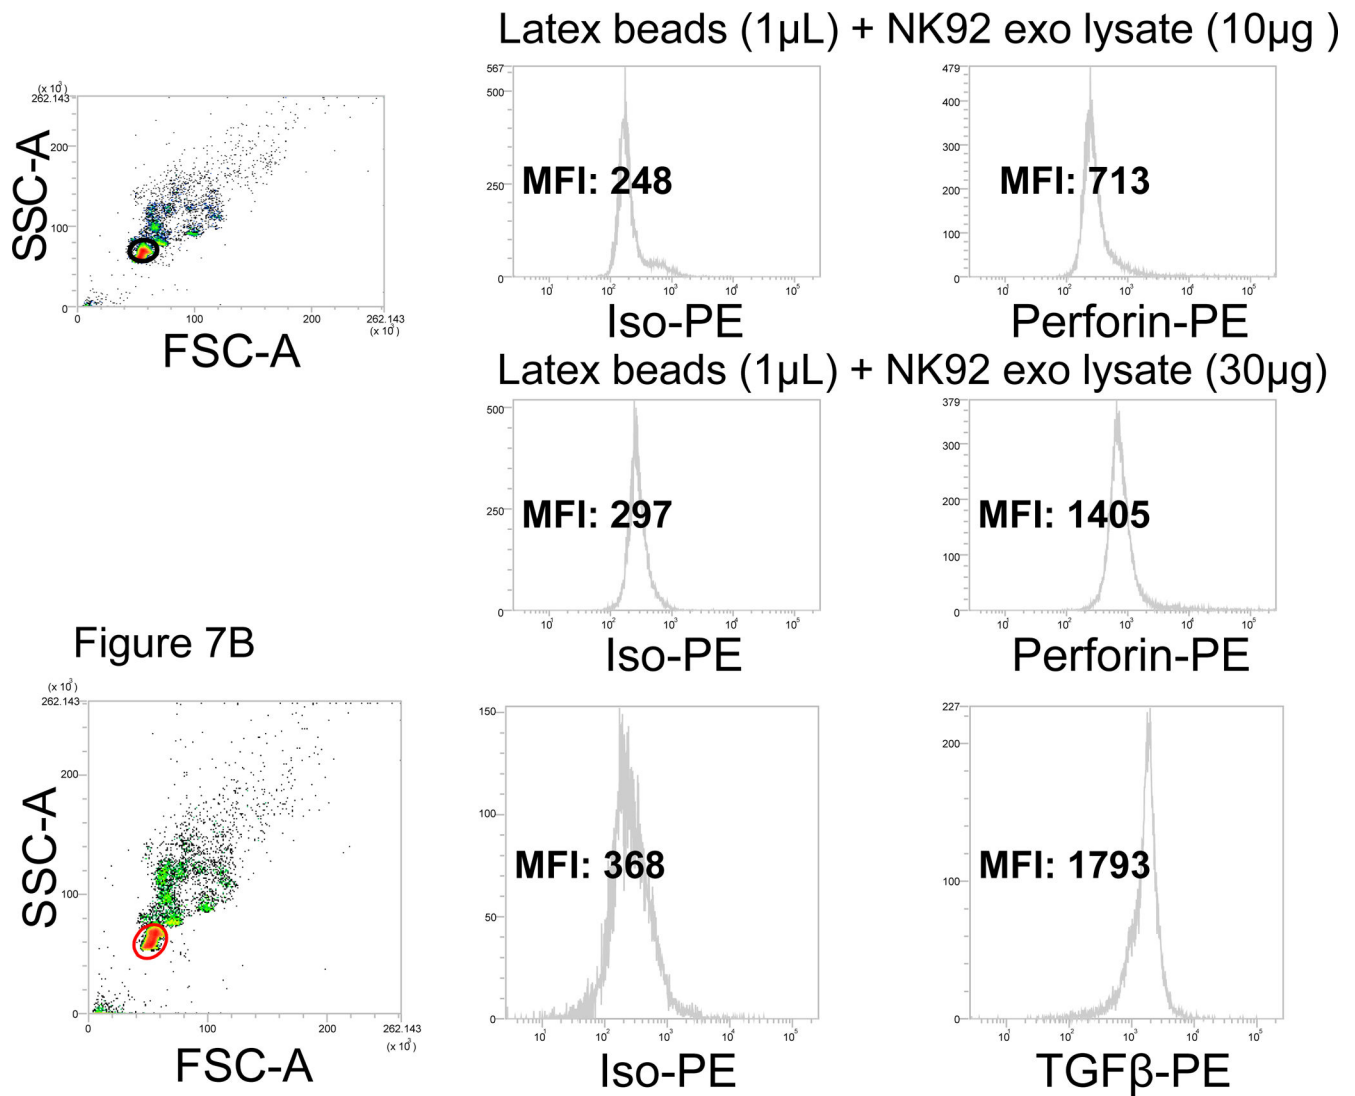 Latex beads (1µL) + NK92 exo lysate (10µg )
(x 10³)
262.143
200
100
0
SSC-A
0 100 200 262.143
(x 10³)
FSC-A
567
500
250
0
MFI: 248
10¹ 10² 10³ 10⁴ 10⁵
Iso-PE
479
400
300
200
100
0
MFI: 713
10¹ 10² 10³ 10⁴ 10⁵
Perforin-PE
Latex beads (1µL) + NK92 exo lysate (30µg)
500
250
0
MFI: 297
10¹ 10² 10³ 10⁴ 10⁵
Iso-PE
379
300
200
100
0
MFI: 1405
10¹ 10² 10³ 10⁴ 10⁵
Perforin-PE
Figure 7B
(x 10³)
262.143
200
100
0
SSC-A
0 100 200 262.143
(x 10³)
FSC-A
150
100
50
0
MFI: 368
10¹ 10² 10³ 10⁴ 10⁵
Iso-PE
227
200
100
0
MFI: 1793
10¹ 10² 10³ 10⁴ 10⁵
TGFβ-PE